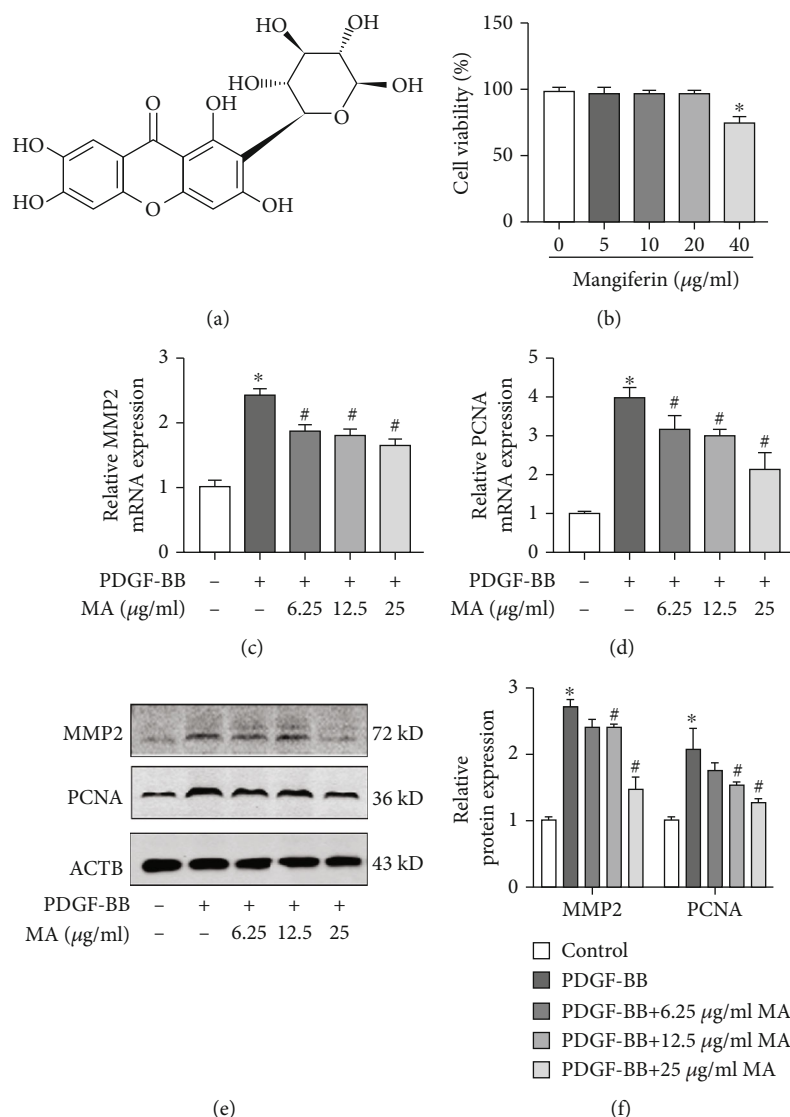 OH
HO
OH
HO
OH
O
OH
O
HO
HO
O
OH
(a)
Cell viability (%)
150
100
50
0
*
0 5 10 20 40
Mangiferin (μg/ml)
(b)
Relative MMP2
mRNA expression
3
2
1
0
* # # #
PDGF-BB – + + + +
MA (μg/ml) – – 6.25 12.5 25
(c)
Relative PCNA
mRNA expression
5
4
3
2
1
0
* # # #
PDGF-BB – + + + +
MA (μg/ml) – – 6.25 12.5 25
(d)
MMP2 72 kD
PCNA 36 kD
ACTB 43 kD
PDGF-BB – + + + +
MA (μg/ml) – – 6.25 12.5 25
(e)
Relative
protein expression
3
2
1
0
* # # * # #
MMP2 PCNA
Control
PDGF-BB
PDGF-BB+6.25 μg/ml MA
PDGF-BB+12.5 μg/ml MA
PDGF-BB+25 μg/ml MA
(f)